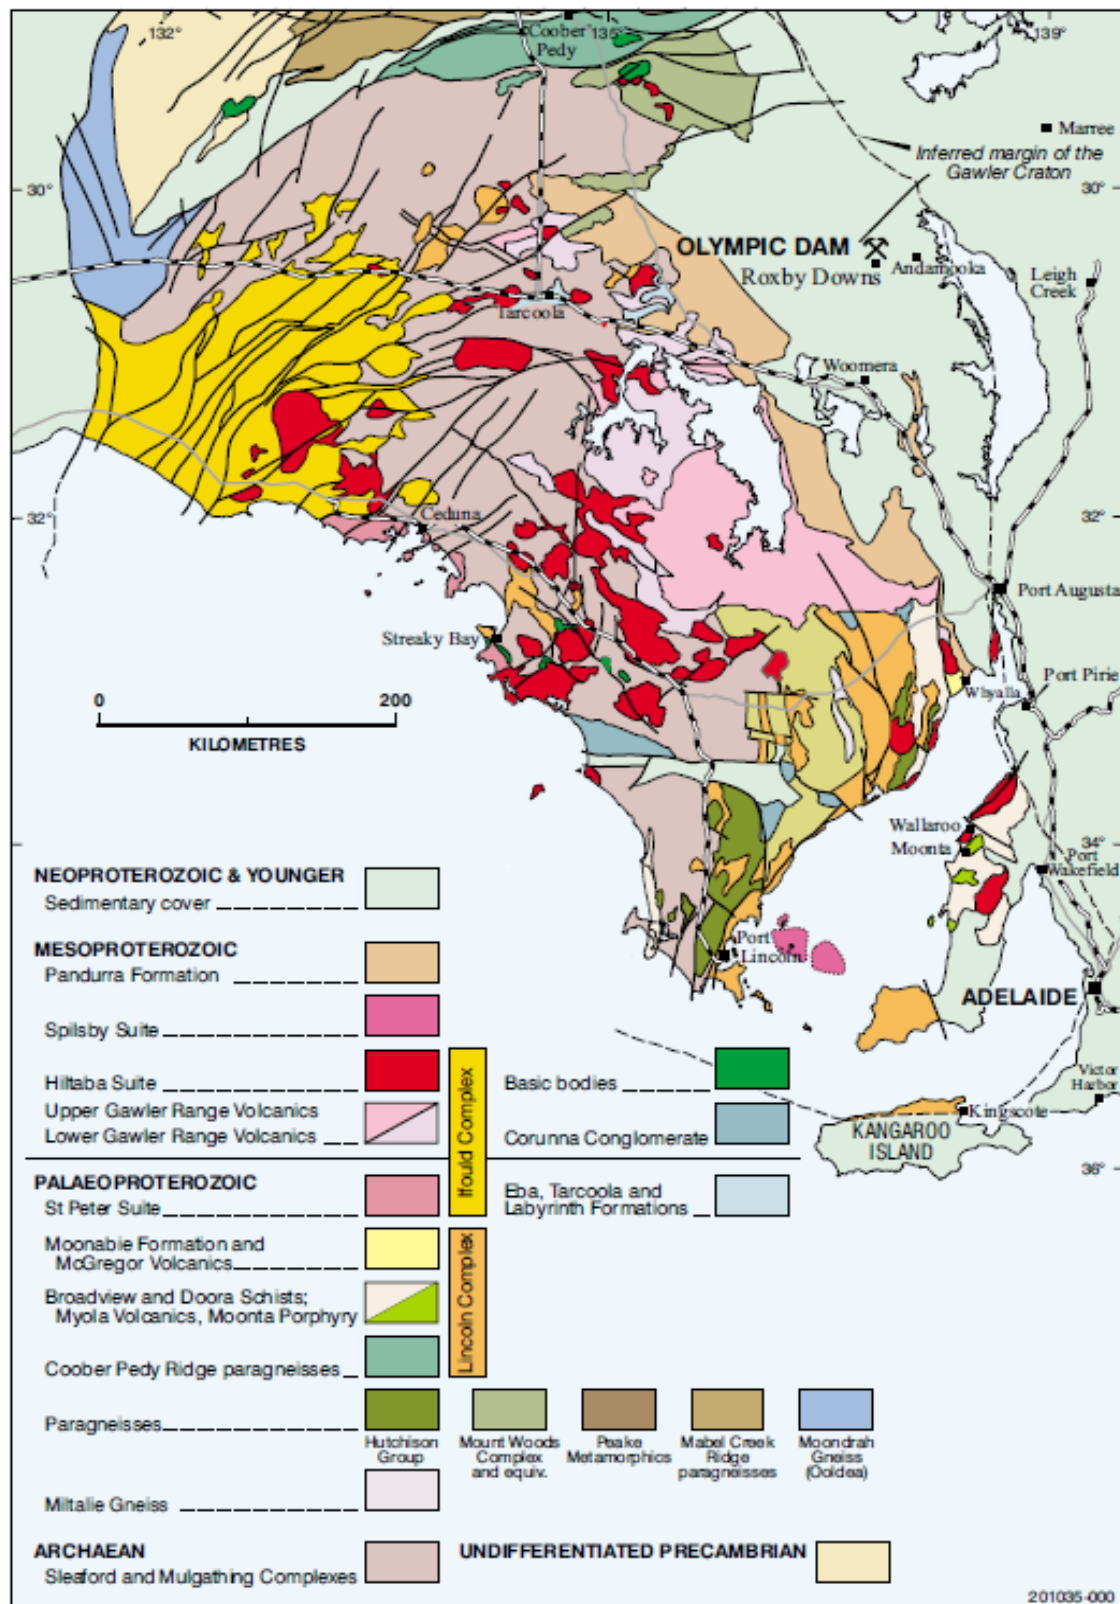 132°
Coober
Pedy
135°
139°
Marree
Inferred margin of the
Gawler Craton
30°
30°
OLYMPIC DAM
Roxby Downs
Andamooka
Leigh
Creek
Tarcoola
Woomera
32°
32°
Ceduna
Port Augusta
Streaky Bay
Port Pirie
Whyalla
0
200
KILOMETRES
Wallaroo
Moonta
34°
Port
Wakefield
Port
Lincoln
ADELAIDE
Victor
Harbor
Kingscote
KANGAROO
ISLAND
36°
NEOPROTEROZOIC & YOUNGER
Sedimentary cover
MESOPROTEROZOIC
Pandurra Formation
Spilsby Suite
Hiltaba Suite
Upper Gawler Range Volcanics
Lower Gawler Range Volcanics
Ifould Complex
Basic bodies
Corunna Conglomerate
PALAEOPROTEROZOIC
St Peter Suite
Eba, Tarcoola and
Labyrinth Formations
Moonabie Formation and
McGregor Volcanics
Broadview and Doora Schists;
Myola Volcanics, Moonta Porphyry
Lincoln Complex
Coober Pedy Ridge paragneisses
Paragneisses
Hutchison
Group
Mount Woods
Complex
and equiv.
Peake
Metamorphics
Mabel Creek
Ridge
paragneisses
Moondrah
Gneiss
(Ooldea)
Miltalie Gneiss
ARCHAEAN
Sleaford and Mulgathing Complexes
UNDIFFERENTIATED PRECAMBRIAN
201035-000